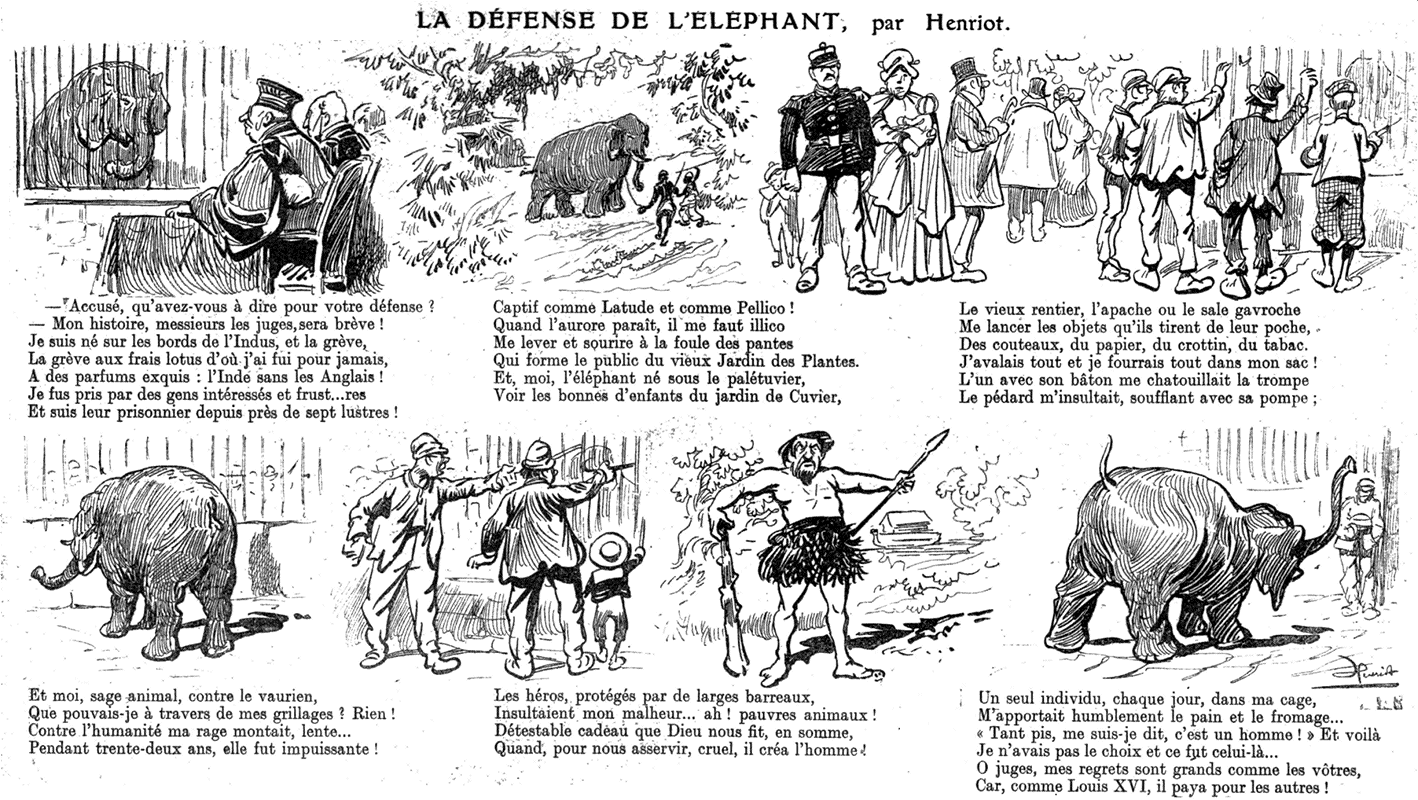 LA DÉFENSE DE L'ÉLÉPHANT, par Henriot.
— Accusé, qu'avez-vous à dire pour votre défense ?
— Mon histoire, messieurs les juges, sera brève !
Je suis né sur les bords de l'Indus, et la grève,
La grève aux frais lotus d'où j'ai fui pour jamais,
A des parfums exquis : l'Inde sans les Anglais !
Je fus pris par des gens intéressés et frust...res
Et suis leur prisonnier depuis près de sept lustres !
Captif comme Latude et comme Pellico !
Quand l'aurore paraît, il me faut illico
Me lever et sourire à la foule des pantes
Qui forme le public du vieux Jardin des Plantes.
Et, moi, l'éléphant né sous le palétuvier,
Voir les bonnes d'enfants du jardin de Cuvier,
Le vieux rentier, l'apache ou le sale gavroche
Me lancer les objets qu'ils tirent de leur poche,
Des couteaux, du papier, du crottin, du tabac.
J'avalais tout et je fourrais tout dans mon sac !
L'un avec son bâton me chatouillait la trompe
Le pédard m'insultait, soufflant avec sa pompe ;
Et moi, sage animal, contre le vaurien,
Que pouvais-je à travers de mes grillages ? Rien !
Contre l'humanité ma rage montait, lente...
Pendant trente-deux ans, elle fut impuissante !
Les héros, protégés par de larges barreaux,
Insultaient mon malheur... ah ! pauvres animaux !
Détestable cadeau que Dieu nous fit, en somme,
Quand, pour nous asservir, cruel, il créa l'homme !
Henriot
Un seul individu, chaque jour, dans ma cage,
M'apportait humblement le pain et le fromage...
« Tant pis, me suis-je dit, c'est un homme ! » Et voilà
Je n'avais pas le choix et ce fut celui-là...
O juges, mes regrets sont grands comme les vôtres,
Car, comme Louis XVI, il paya pour les autres !